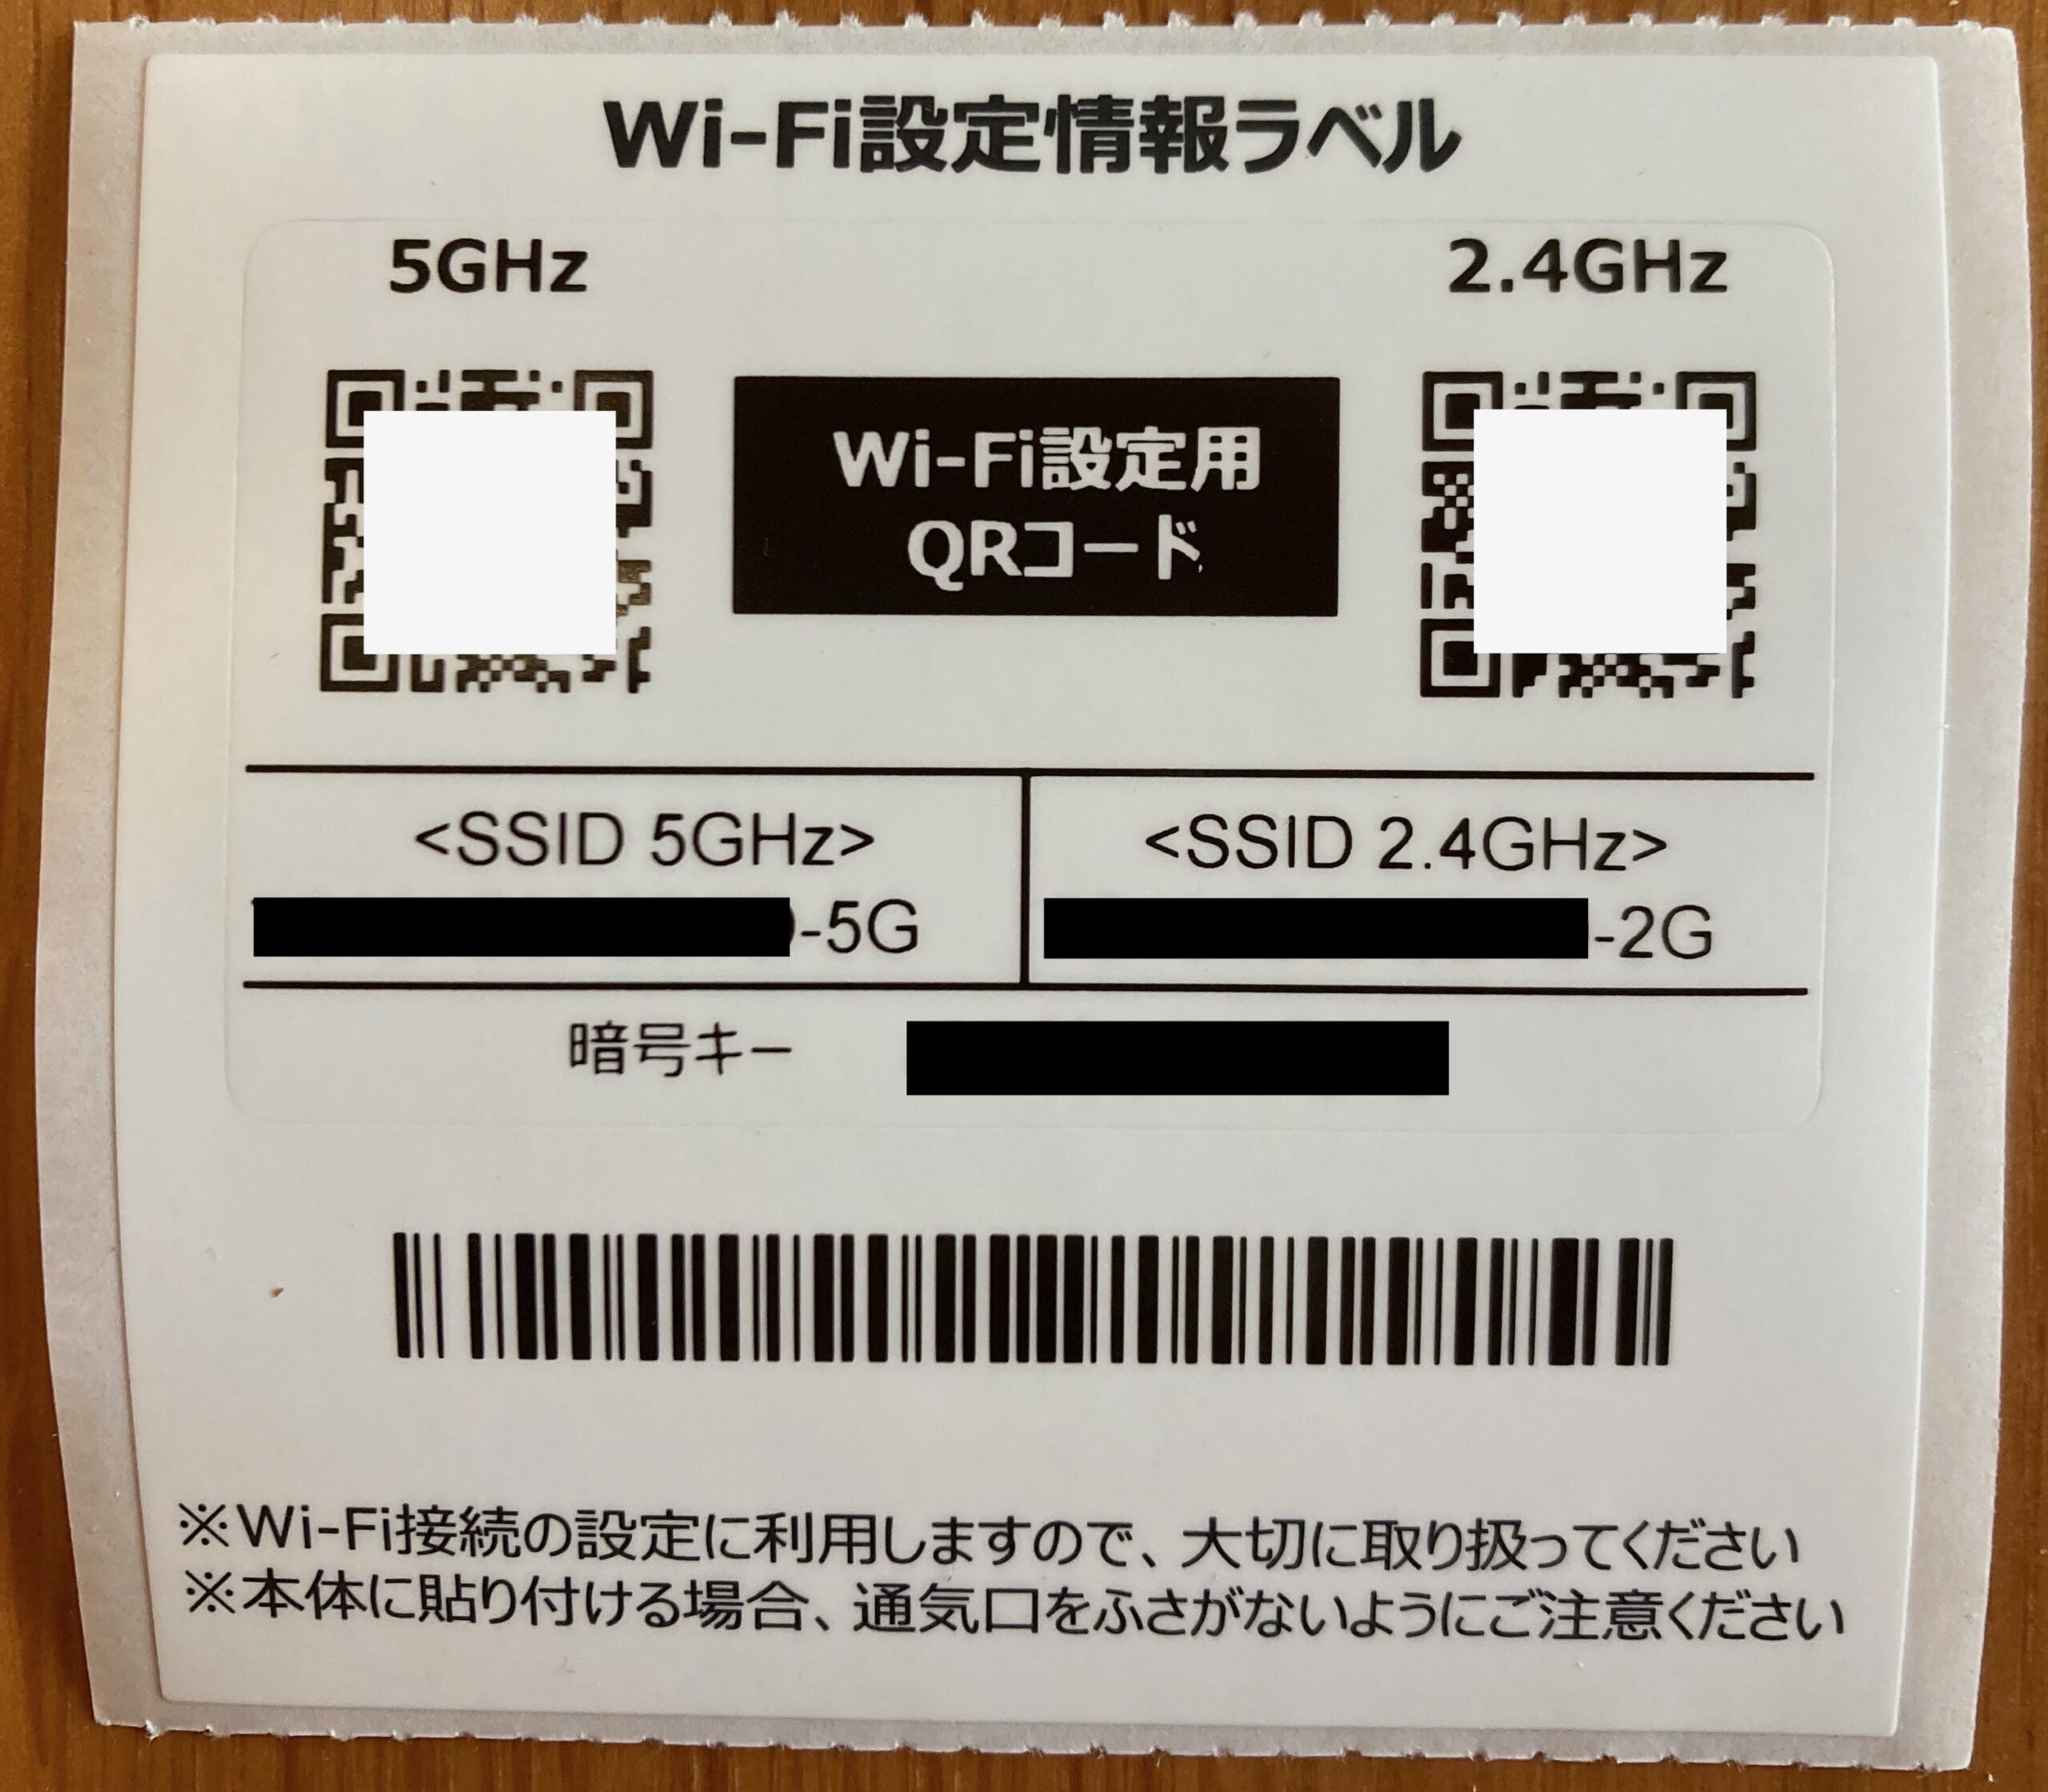 Wi-Fi設定情報ラベル
5GHz
2.4GHz
Wi-Fi設定用
QRコード
<SSID 5GHz>
<SSID 2.4GHz>
-5G
-2G
暗号キー
※Wi-Fi接続の設定に利用しますので、大切に取り扱ってください
※本体に貼り付ける場合、通気口をふさがないようにご注意ください